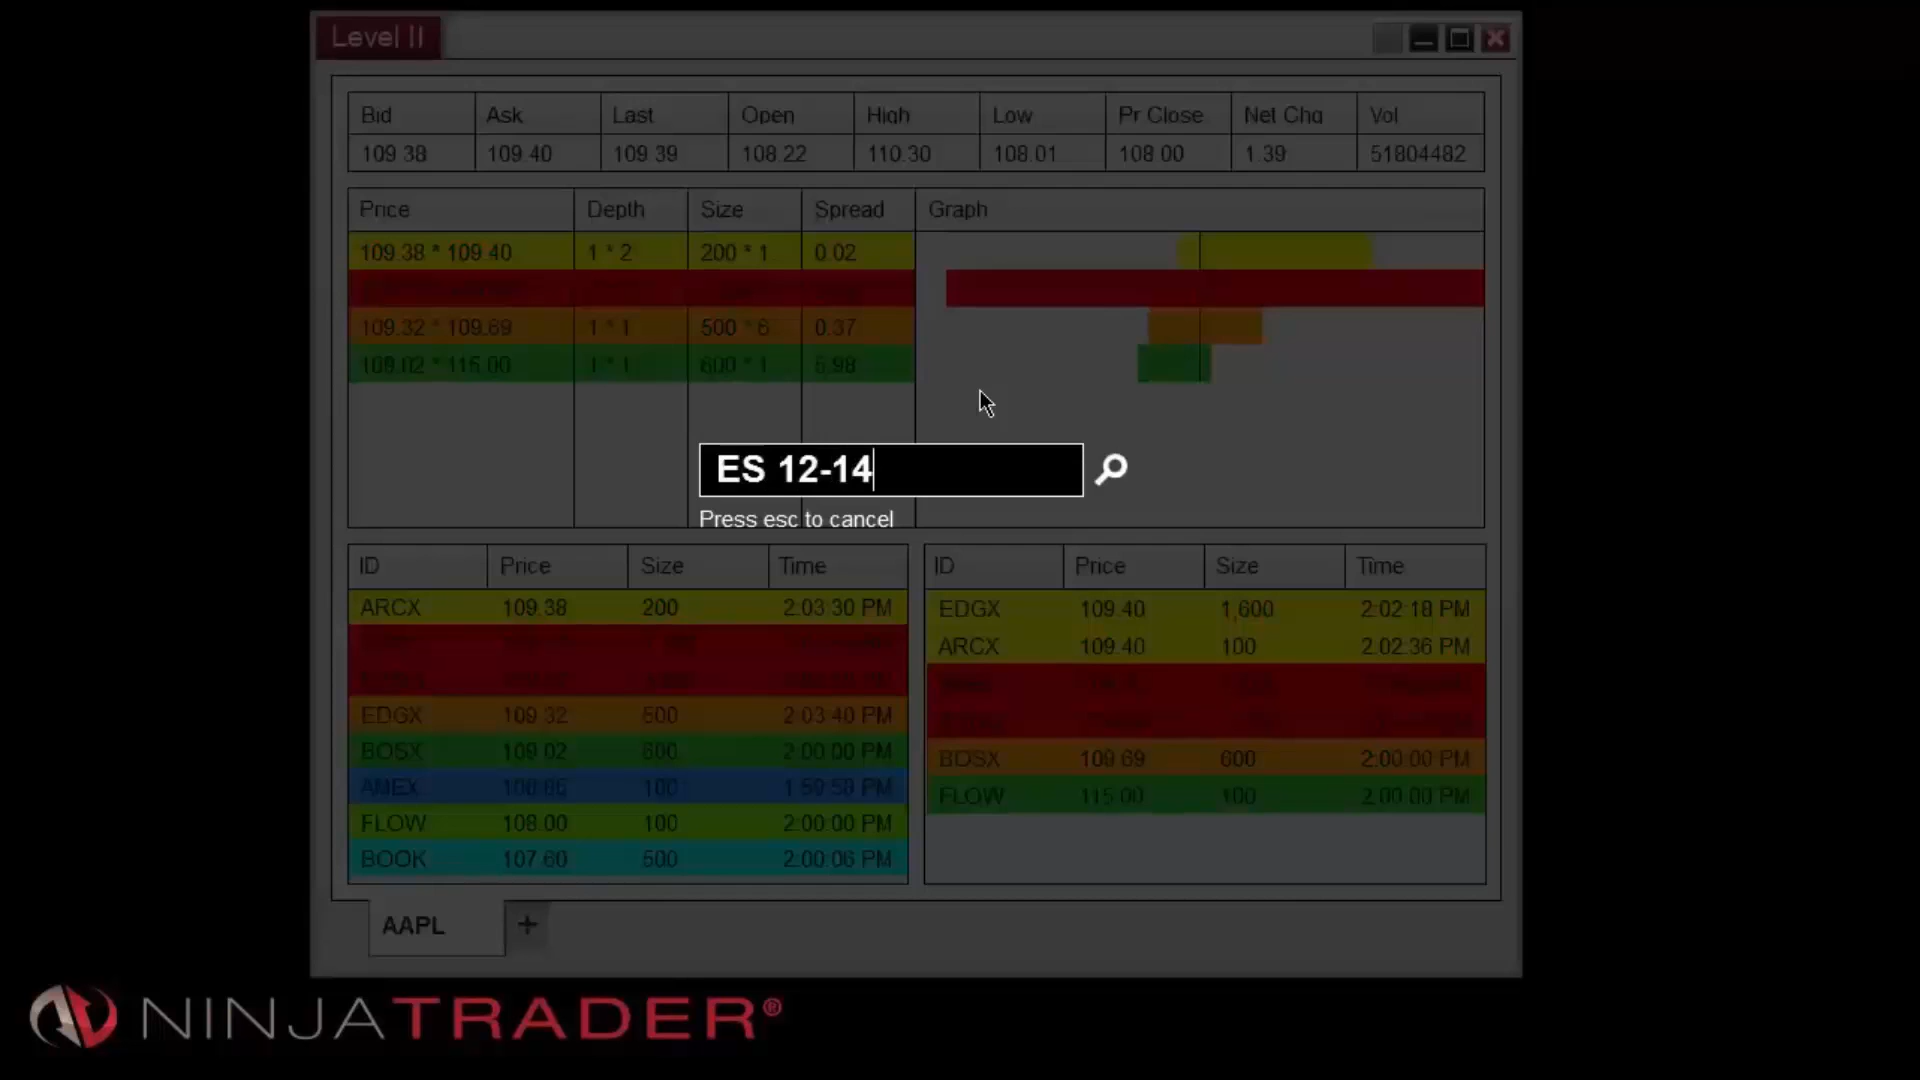 Level II
Bid Ask Last Open High Low Pr Close Net Chg Vol
109.38 109.40 109.39 108.22 110.30 108.01 108.00 1.39 51804482
Price Depth Size Spread Graph
109.38 * 109.40 1 * 2 200 * 1 0.02
109.32 * 109.69 1 * 1 500 * 6 0.37
109.02 * 115.00 1 * 1 600 * 1 5.98
ES 12-14
Press esc to cancel
ID Price Size Time ID Price Size Time
ARCX 109.38 200 2:03:30 PM EDGX 109.40 1,600 2:02:18 PM
ARCX 109.40 100 2:02:36 PM
EDGX 109.32 500 2:03:40 PM
BOSX 109.02 600 2:00:00 PM BOSX 109.69 600 2:00:00 PM
AMEX 100 1:59:58 PM FLOW 115.00 100 2:00:00 PM
FLOW 108.00 100 2:00:00 PM
BOOK 107.60 500 2:00:06 PM
AAPL +
NINJATRADER®